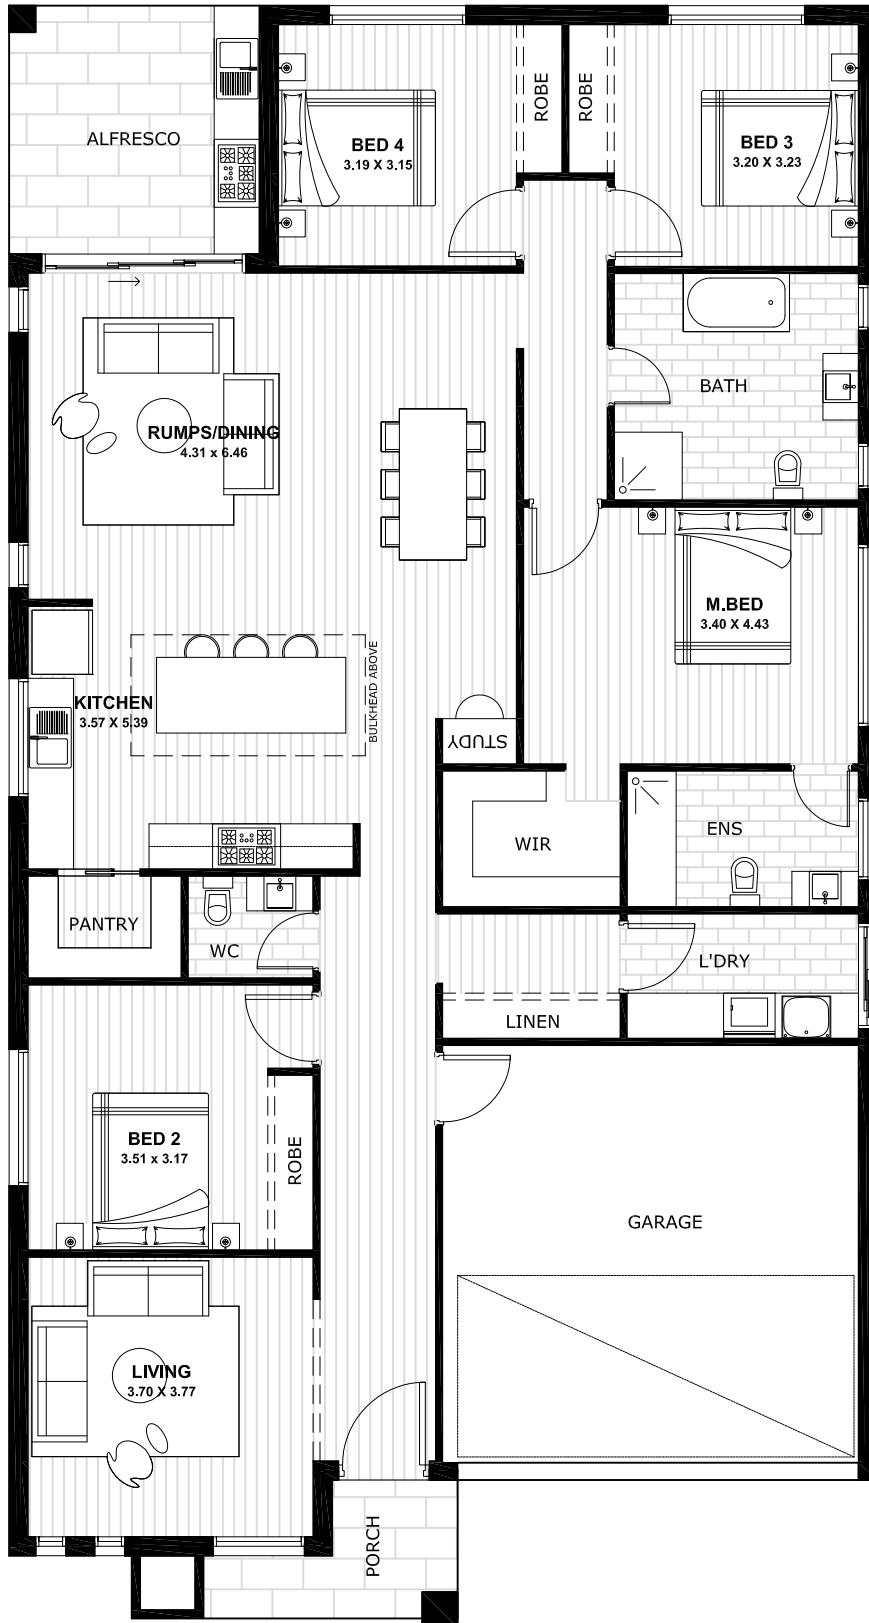 ALFRESCO
BED 4
3.19 X 3.15
ROBE
ROBE
BED 3
3.20 X 3.23
BATH
RUMPS/DINING
4.31 x 6.46
M.BED
3.40 X 4.43
KITCHEN
3.57 X 5.39
BULKHEAD ABOVE
STUDY
WIR
ENS
PANTRY
WC
L'DRY
LINEN
BED 2
3.51 x 3.17
ROBE
GARAGE
LIVING
3.70 X 3.77
PORCH